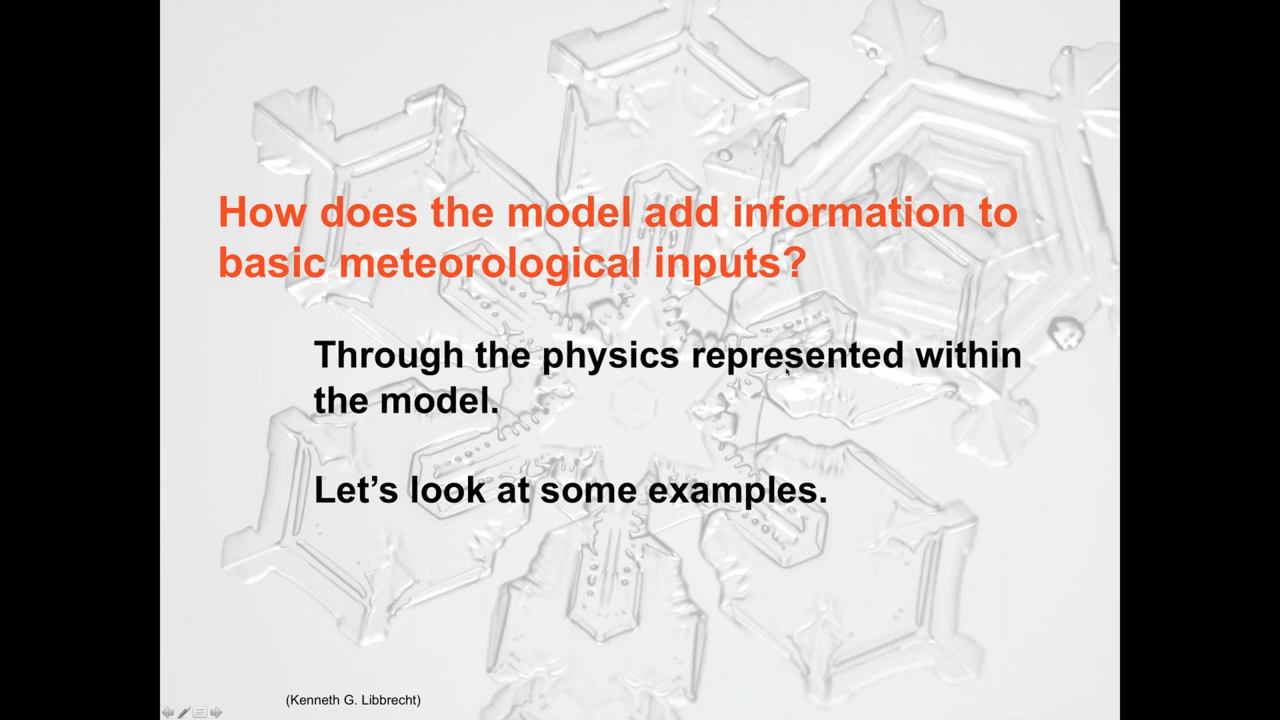 How does the model add information to
basic meteorological inputs?
Through the physics represented within
the model.
Let’s look at some examples.
(Kenneth G. Libbrecht)